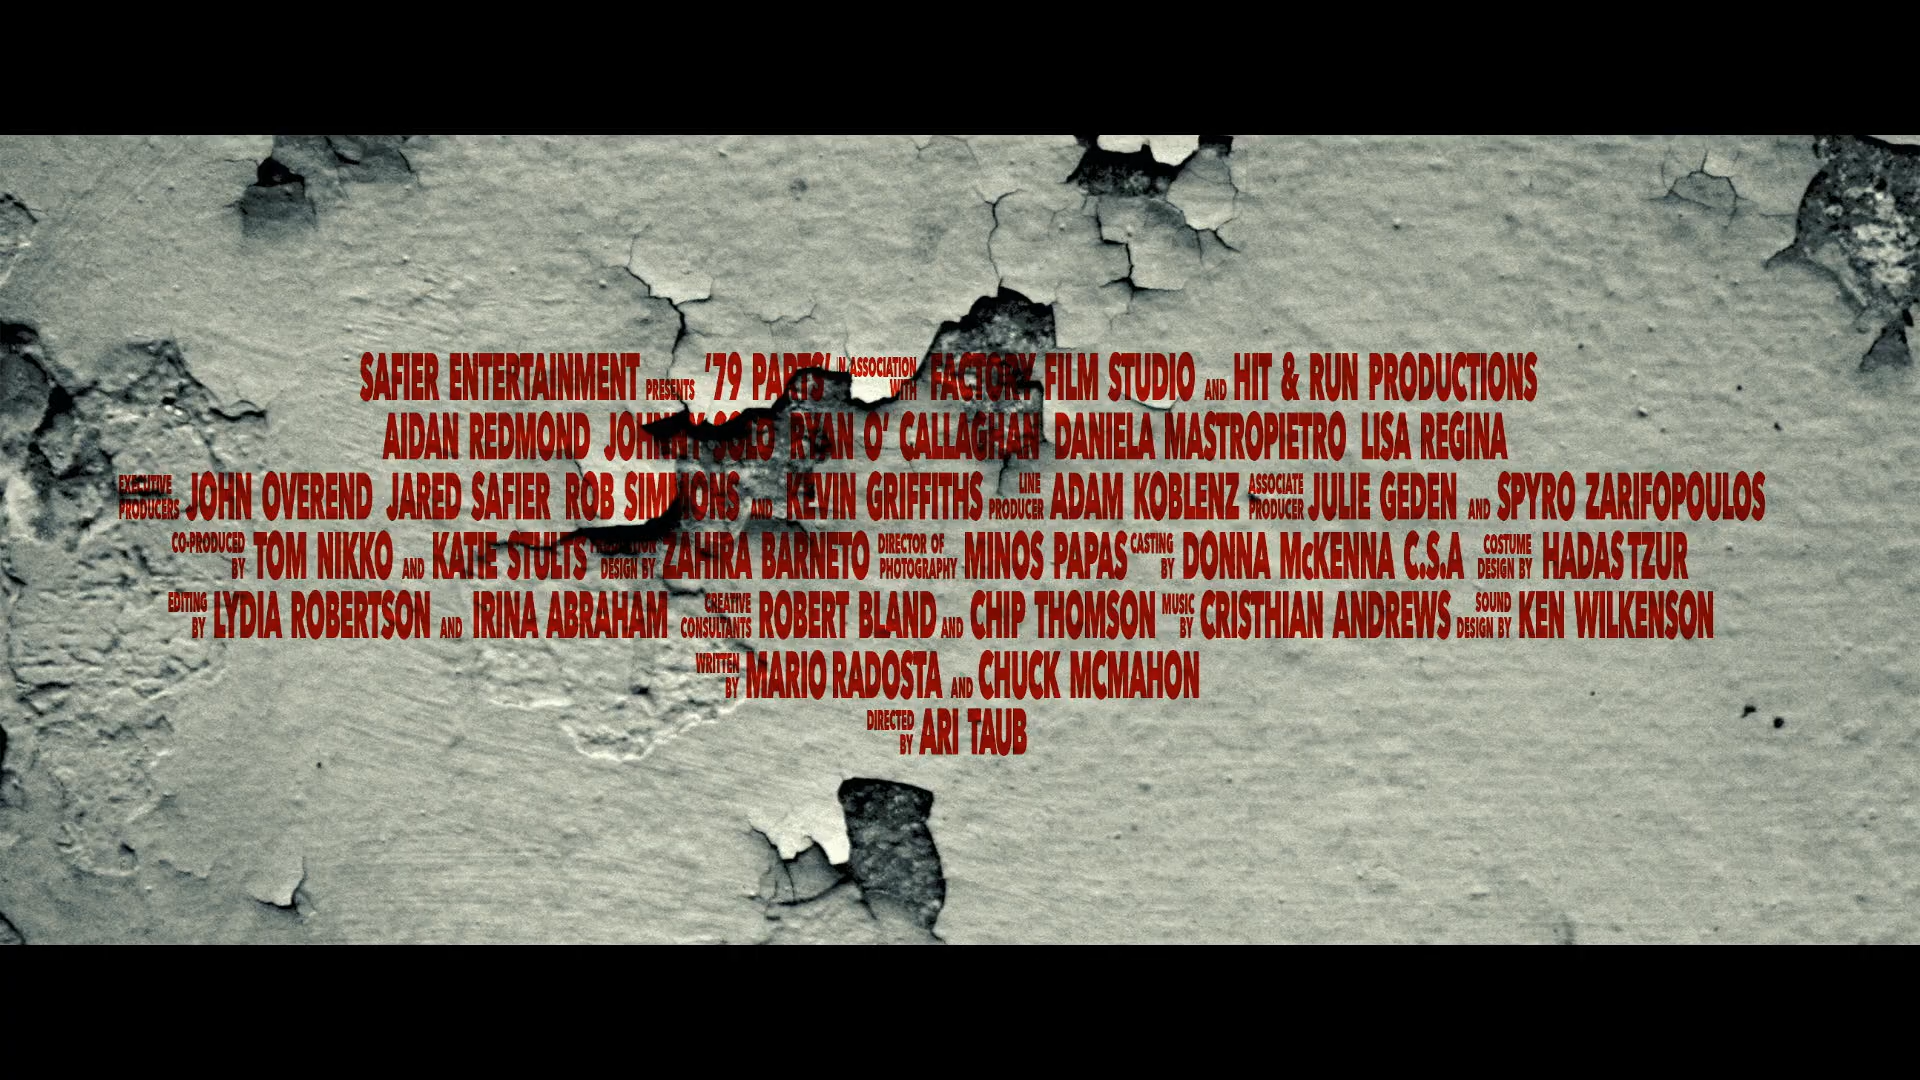 SAFIER ENTERTAINMENT PRESENTS '79 PARTS' IN ASSOCIATION WITH FACTORY FILM STUDIO AND HIT & RUN PRODUCTIONS
AIDAN REDMOND JOHNNY SOLO RYAN O' CALLAGHAN DANIELA MASTROPIETRO LISA REGINA
EXECUTIVE PRODUCERS JOHN OVEREND JARED SAFIER ROB SIMMONS AND KEVIN GRIFFITHS LINE PRODUCER ADAM KOBLENZ ASSOCIATE PRODUCER JULIE GEDEN AND SPYRO ZARIFOPOULOS
CO-PRODUCED BY TOM NIKKO AND KATIE STULTS PRODUCTION DESIGN BY ZAHIRA BARNETO DIRECTOR OF PHOTOGRAPHY MINOS PAPAS CASTING BY DONNA McKENNA C.S.A COSTUME DESIGN BY HADAS TZUR
EDITING BY LYDIA ROBERTSON AND IRINA ABRAHAM CREATIVE CONSULTANTS ROBERT BLAND AND CHIP THOMSON MUSIC BY CRISTHIAN ANDREWS SOUND DESIGN BY KEN WILKENSON
WRITTEN BY MARIO RADOSTA AND CHUCK MCMAHON
DIRECTED BY ARI TAUB